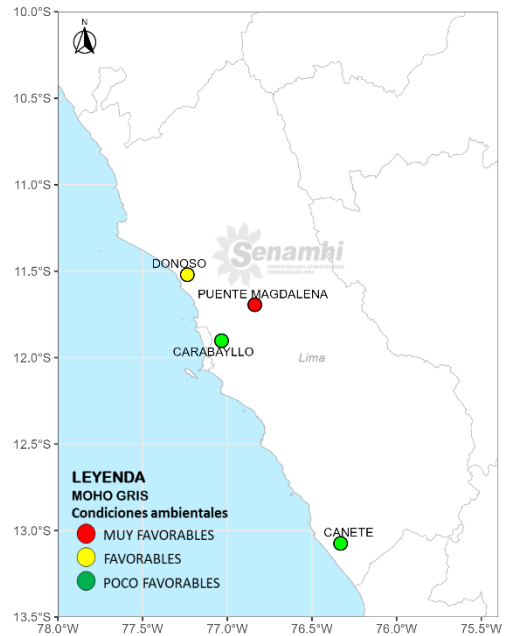 10.0°S
N
10.5°S
11.0°S
11.5°S
12.0°S
12.5°S
13.0°S
13.5°S
Senamhi
DONOSO
PUENTE MAGDALENA
CARABAYLLO
Lima
CANETE
LEYENDA
MOHO GRIS
Condiciones ambientales
MUY FAVORABLES
FAVORABLES
POCO FAVORABLES
78.0°W 77.5°W 77.0°W 76.5°W 76.0°W 75.5°W